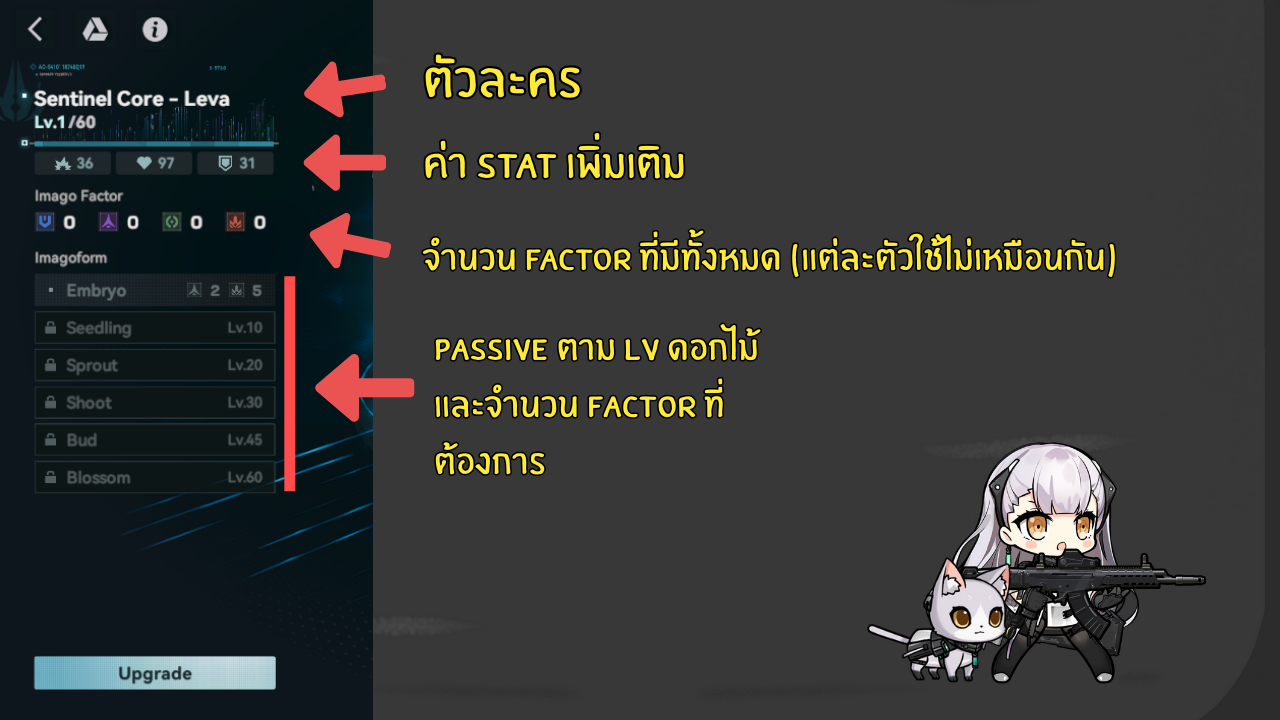 Sentinel Core - Leva
Lv.1/60
36 97 31
Imago Factor
0 0 0 0
Imagoform
Embryo 2 5
Seedling Lv.10
Sprout Lv.20
Shoot Lv.30
Bud Lv.45
Blossom Lv.60
Upgrade
ตัวละคร
ค่า STAT เพิ่มเติม
จำนวน FACTOR ที่มีทั้งหมด (แต่ละตัวใช้ไม่เหมือนกัน)
PASSIVE ตาม LV ดอกไม้
และจำนวน FACTOR ที่
ต้องการ